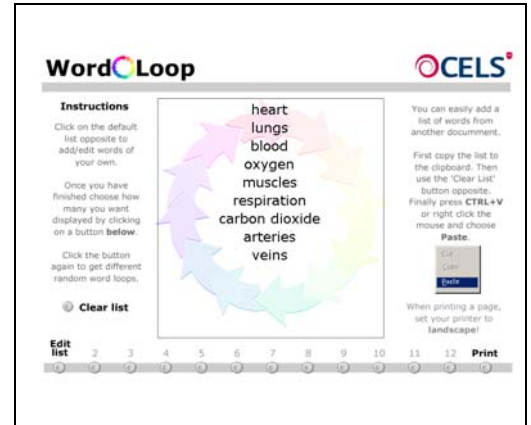 WordLoop
OCELS
Instructions
Click on the default
list opposite to
add/edit words of
your own.
Once you have
finished choose how
many you want
displayed by clicking
on a button below.
Click the button
again to get different
random word loops.
Clear list
heart
lungs
blood
oxygen
muscles
respiration
carbon dioxide
arteries
veins
You can easily add a
list of words from
another documment.
First copy the list to
the clipboard. Then
use the 'Clear List'
button opposite.
Finally press CTRL+V
or right click the
mouse and choose
Paste.
Cut
Copy
Paste
When printing a page,
set your printer to
landscape!
Edit
list 2 3 4 5 6 7 8 9 10 11 12 Print